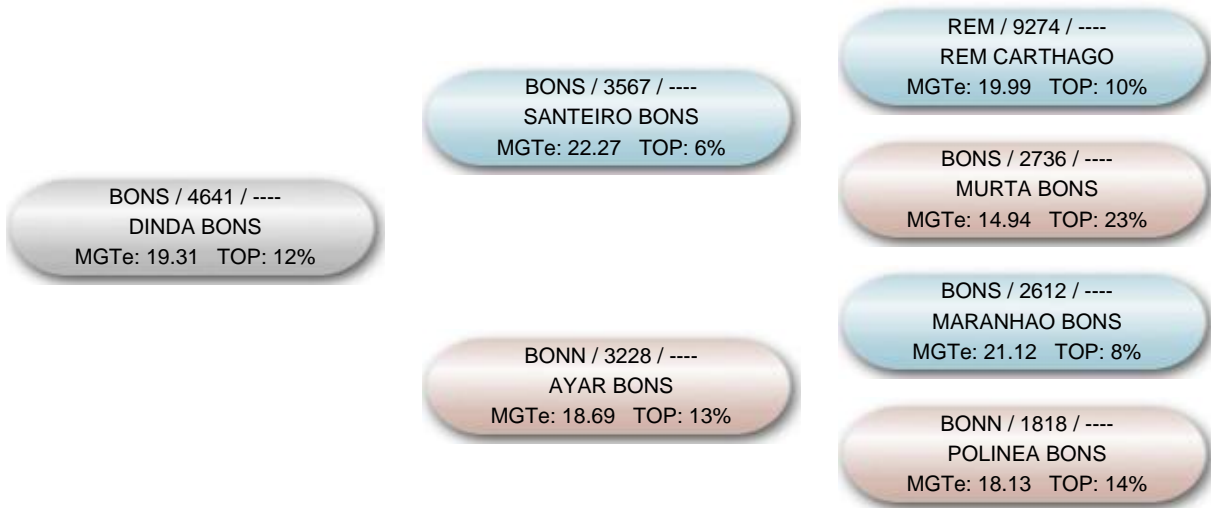 BONS / 4641 / ----
DINDA BONS
MGTe: 19.31 TOP: 12%
BONS / 3567 / ----
SANTEIRO BONS
MGTe: 22.27 TOP: 6%
BONN / 3228 / ----
AYAR BONS
MGTe: 18.69 TOP: 13%
REM / 9274 / ----
REM CARTHAGO
MGTe: 19.99 TOP: 10%
BONS / 2736 / ----
MURTA BONS
MGTe: 14.94 TOP: 23%
BONS / 2612 / ----
MARANHAO BONS
MGTe: 21.12 TOP: 8%
BONN / 1818 / ----
POLINEA BONS
MGTe: 18.13 TOP: 14%